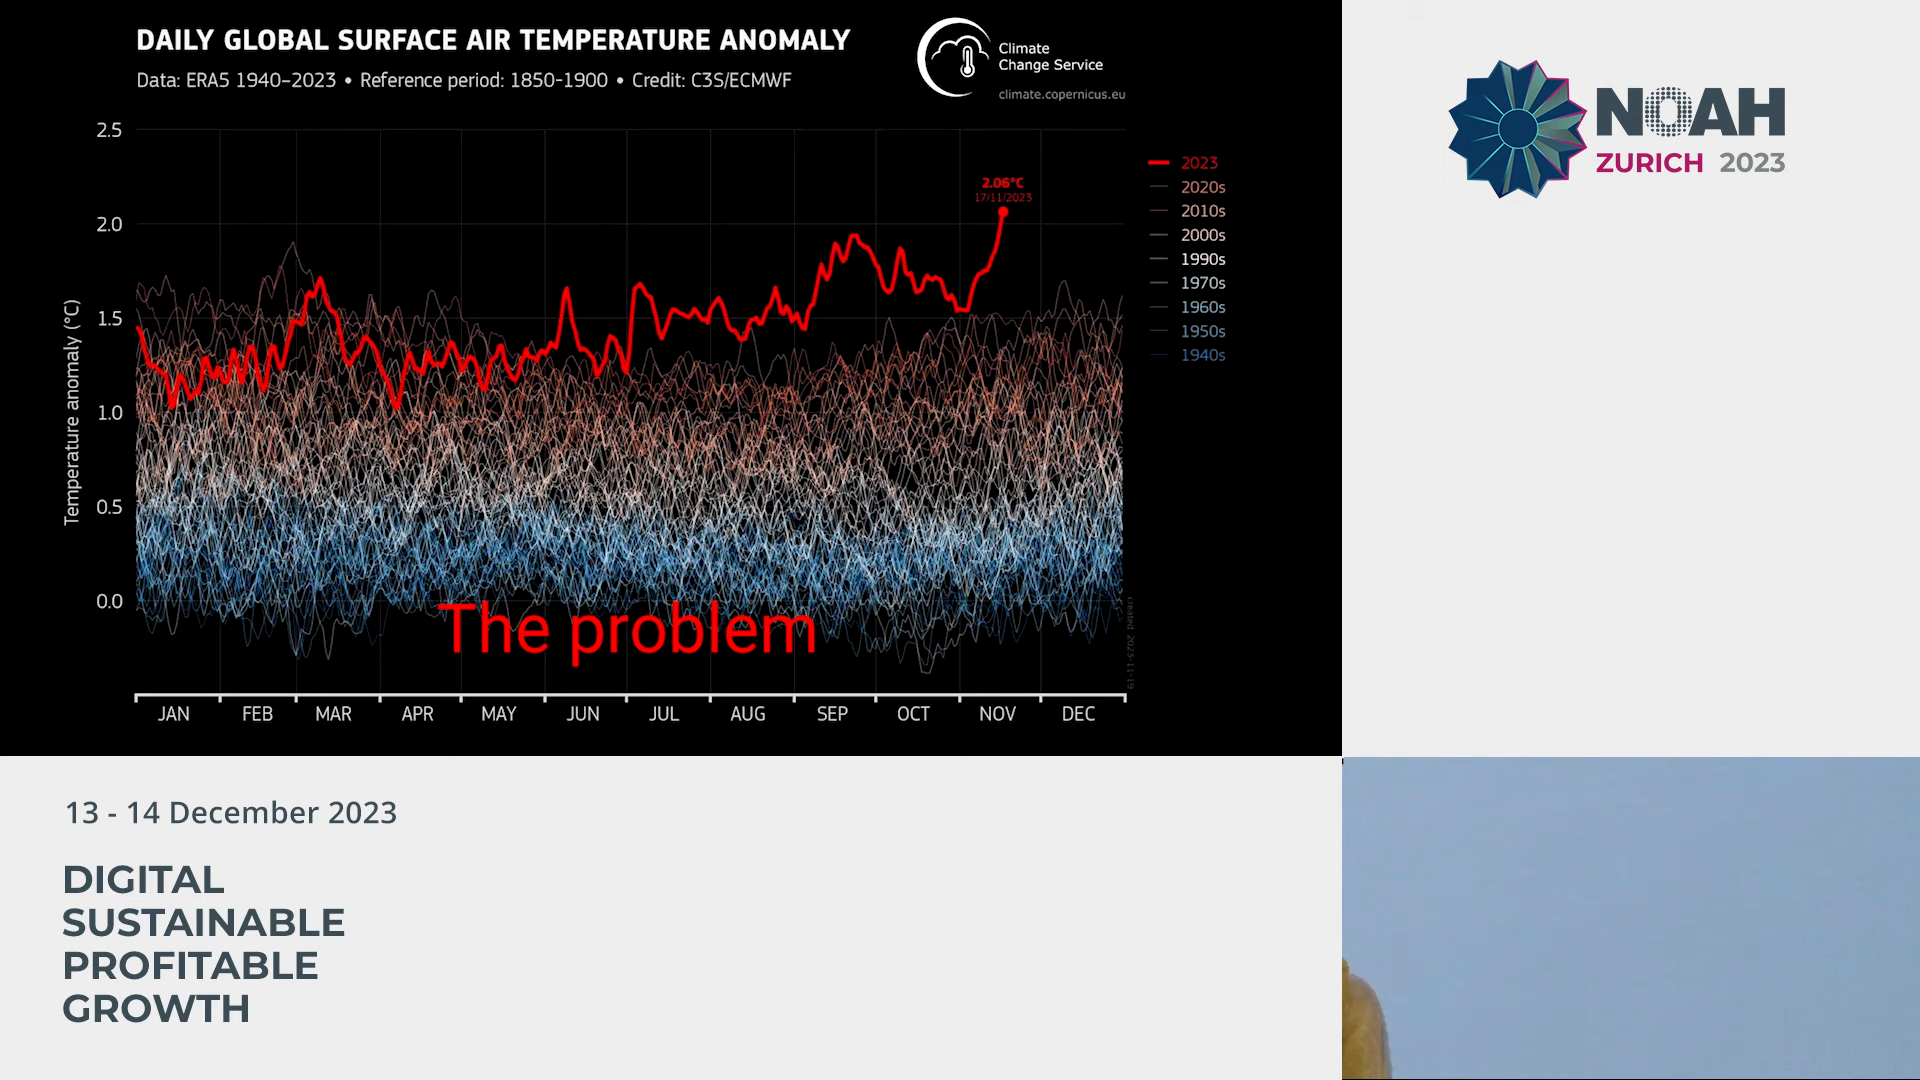 DAILY GLOBAL SURFACE AIR TEMPERATURE ANOMALY
Data: ERA5 1940–2023 • Reference period: 1850-1900 • Credit: C3S/ECMWF
Climate
Change Service
climate.copernicus.eu
Temperature anomaly (°C)
2.5
2.0
1.5
1.0
0.5
0.0
2.06°C
17/11/2023
2023
2020s
2010s
2000s
1990s
1970s
1960s
1950s
1940s
created 2023-11-19
The problem
JAN FEB MAR APR MAY JUN JUL AUG SEP OCT NOV DEC
NOAH
ZURICH 2023
13 - 14 December 2023
DIGITAL
SUSTAINABLE
PROFITABLE
GROWTH